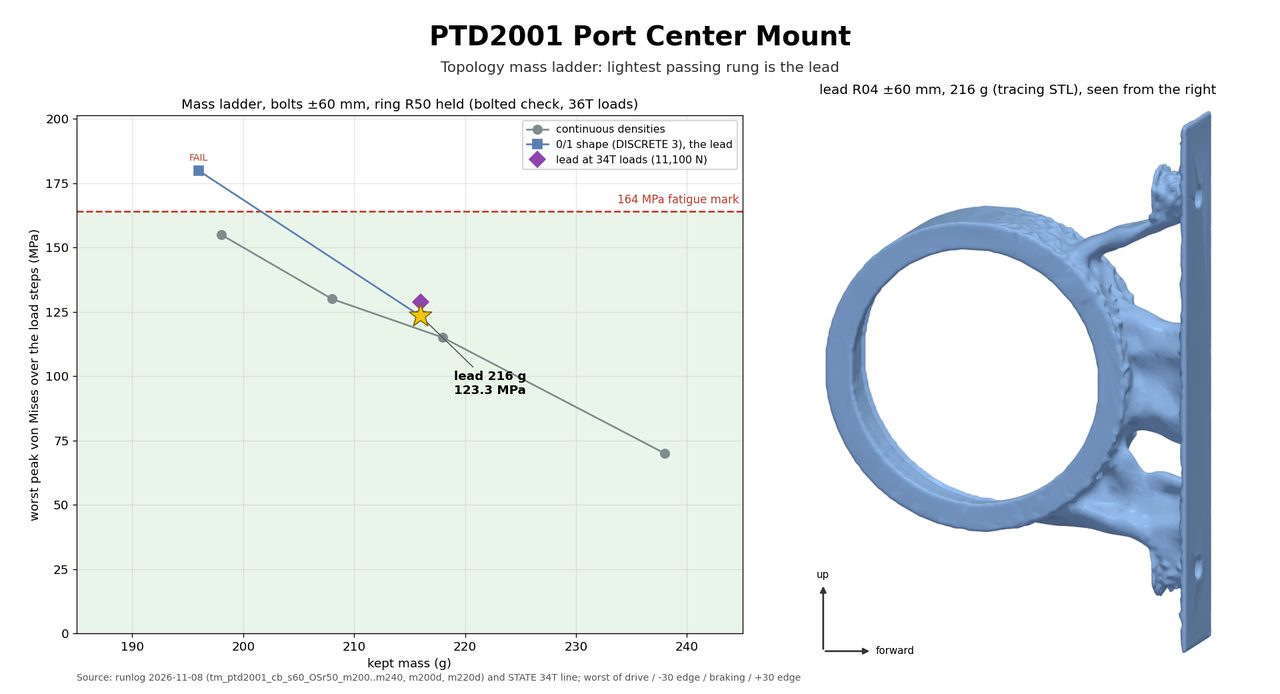 PTD2001 Port Center Mount
Topology mass ladder: lightest passing rung is the lead
Mass ladder, bolts ±60 mm, ring R50 held (bolted check, 36T loads)
worst peak von Mises over the load steps (MPa)
200
175
150
125
100
75
50
25
0
FAIL
continuous densities
0/1 shape (DISCRETE 3), the lead
lead at 34T loads (11,100 N)
164 MPa fatigue mark
lead 216 g
123.3 MPa
190
200
210
220
230
240
kept mass (g)
lead R04 ±60 mm, 216 g (tracing STL), seen from the right
up
forward
Source: runlog 2026-11-08 (tm_ptd2001_cb_s60_OSr50_m200..m240, m200d, m220d) and STATE 34T line; worst of drive / -30 edge / braking / +30 edge